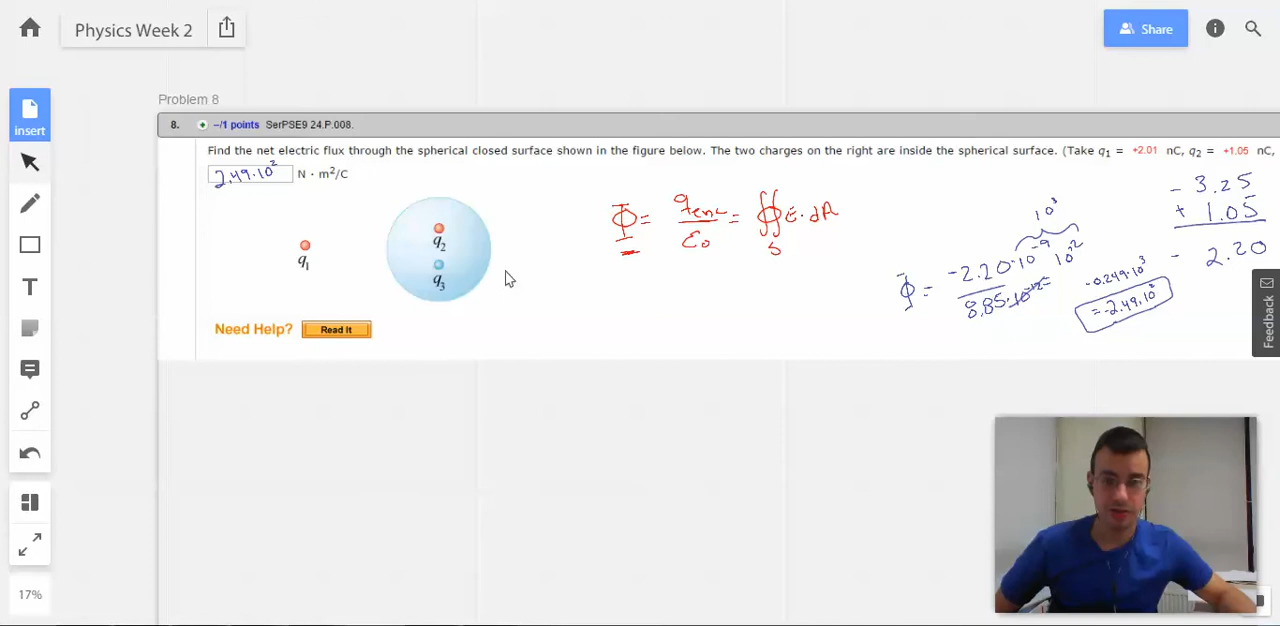 Physics Week 2
Share
insert
Problem 8
8. -/1 points SerPSE9 24.P.008.
Find the net electric flux through the spherical closed surface shown in the figure below. The two charges on the right are inside the spherical surface. (Take q1 = +2.01 nC, q2 = +1.05 nC,
2.49·10² N · m²/C
q1
q2
q3
Φ = qenc/ε0 = ∯S E·dA
Φ = -2.20·10⁻⁹ 10¹² / 8.85·10⁻¹²
10³
-0.249·10³
=-2.49·10²
- 3.25
+ 1.05
- 2.20
Need Help? Read It
T
Feedback
17%